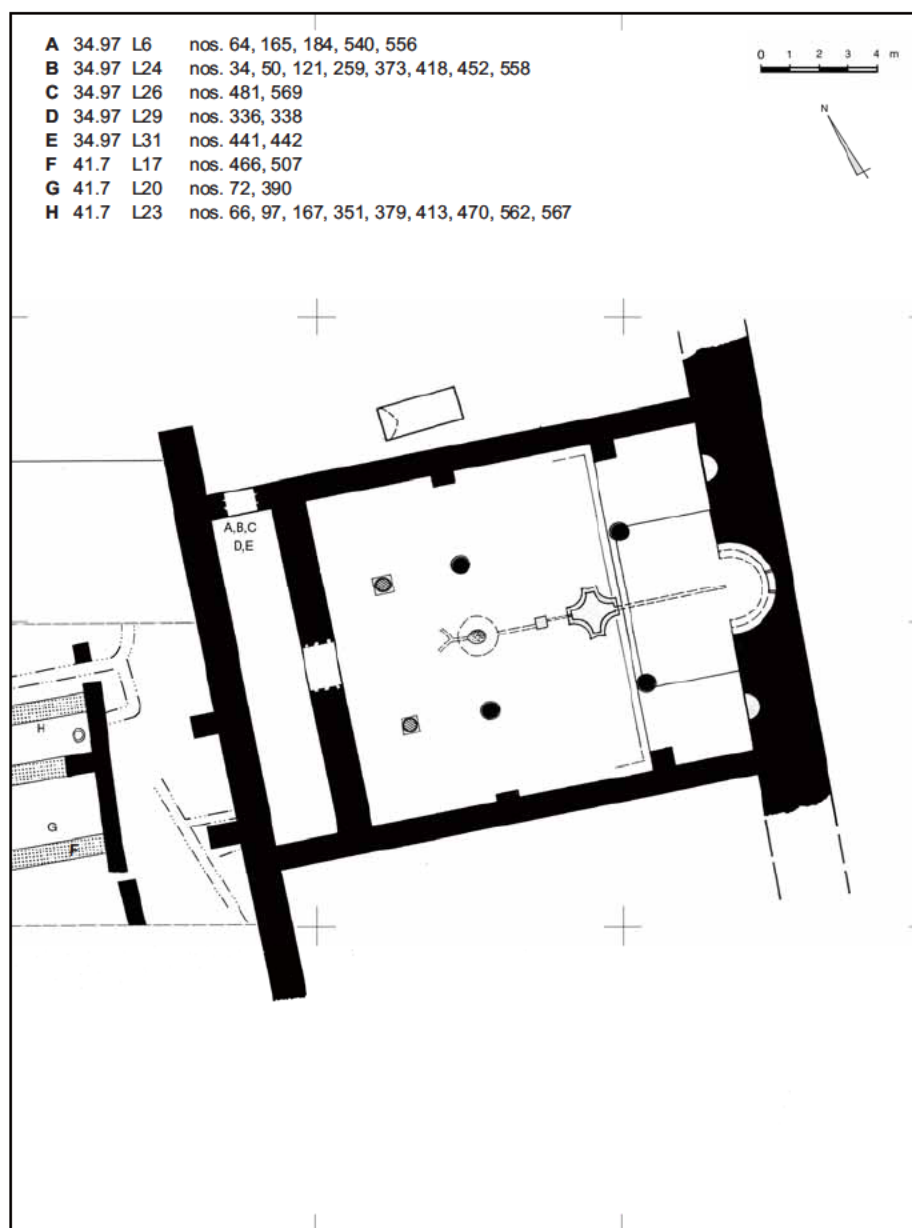 A 34.97 L6 nos. 64, 165, 184, 540, 556
B 34.97 L24 nos. 34, 50, 121, 259, 373, 418, 452, 558
C 34.97 L26 nos. 481, 569
D 34.97 L29 nos. 336, 338
E 34.97 L31 nos. 441, 442
F 41.7 L17 nos. 466, 507
G 41.7 L20 nos. 72, 390
H 41.7 L23 nos. 66, 97, 167, 351, 379, 413, 470, 562, 567
0 1 2 3 4 m
N
A,B,C
D,E
H
G
F